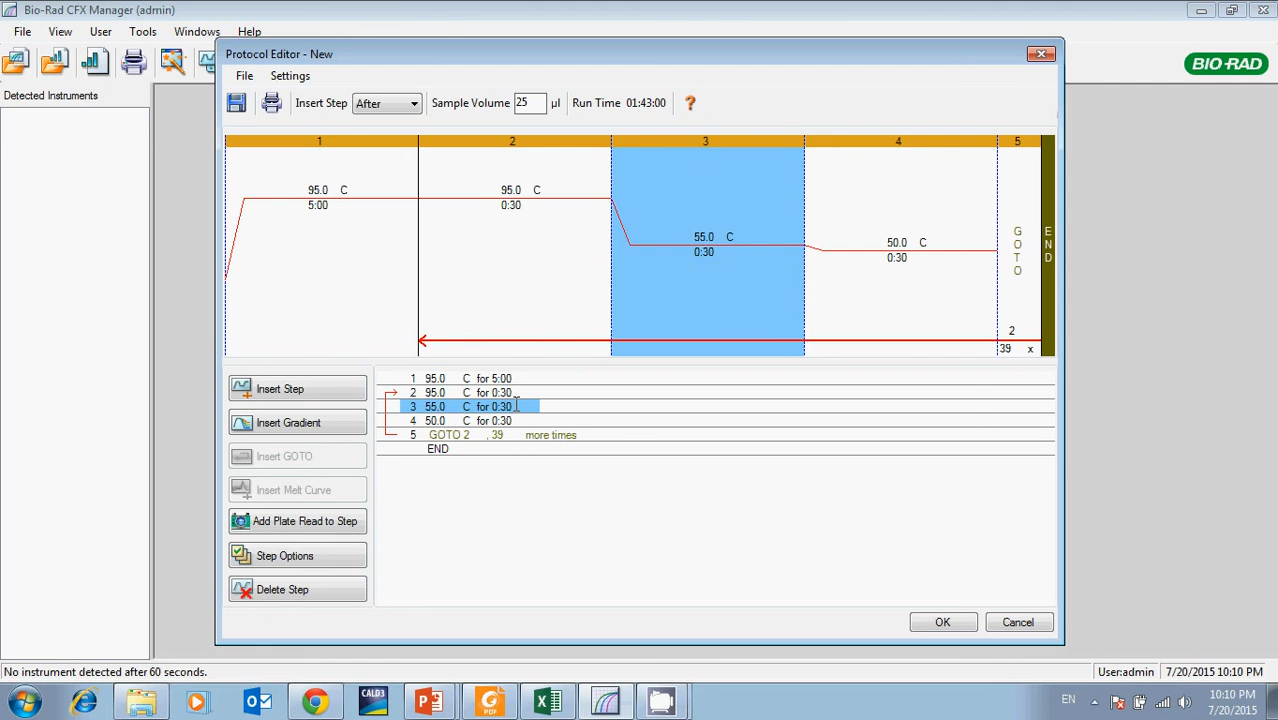 Bio-Rad CFX Manager (admin)
File View User Tools Windows Help
BIO-RAD
Detected Instruments
Protocol Editor - New
File Settings
Insert Step After Sample Volume 25 µl Run Time 01:43:00 ?
1 2 3 4 5
95.0 C
5:00
95.0 C
0:30
55.0 C
0:30
50.0 C
0:30
GOTO
END
2
39 x
Insert Step
Insert Gradient
Insert GOTO
Insert Melt Curve
Add Plate Read to Step
Step Options
Delete Step
1 95.0 C for 5:00
2 95.0 C for 0:30
3 55.0 C for 0:30
4 50.0 C for 0:30
5 GOTO 2 , 39 more times
END
OK Cancel
No instrument detected after 60 seconds.
User:admin 7/20/2015 10:10 PM
CALD3
PDF
EN
10:10 PM
7/20/2015